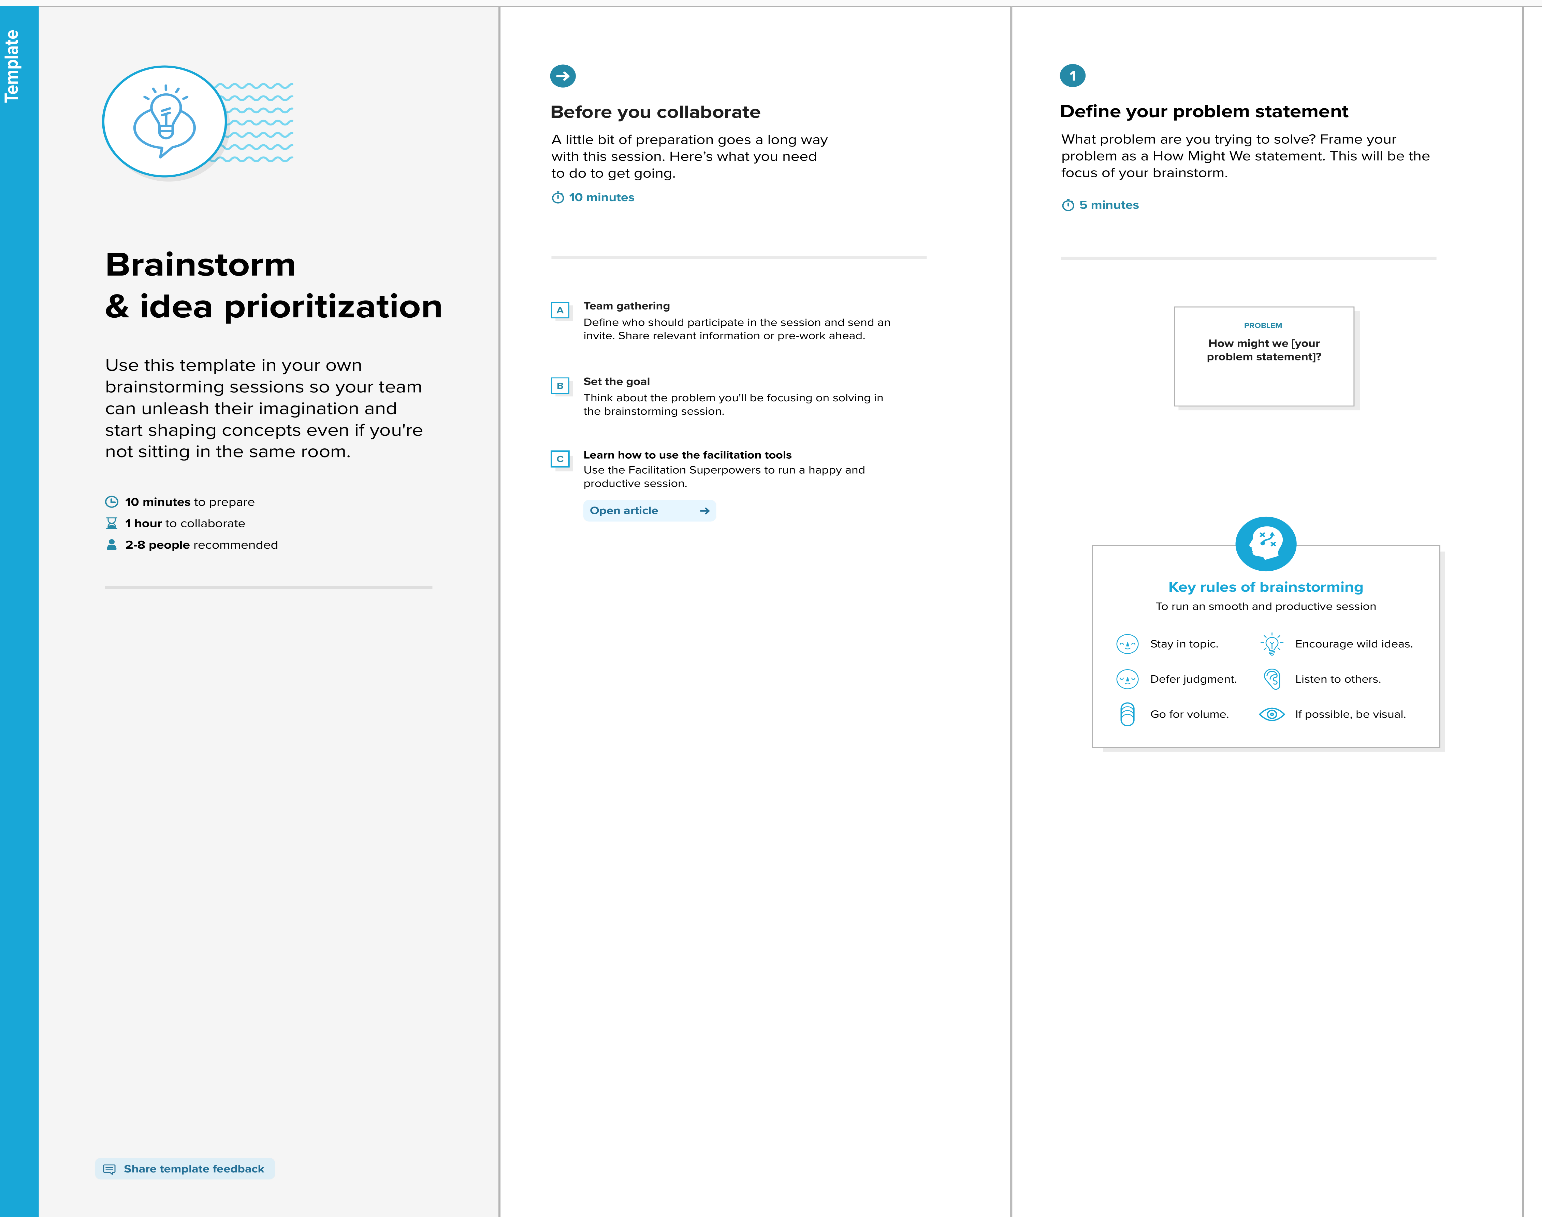 Template
Brainstorm
& idea prioritization
Use this template in your own
brainstorming sessions so your team
can unleash their imagination and
start shaping concepts even if you're
not sitting in the same room.
10 minutes to prepare
1 hour to collaborate
2-8 people recommended
Share template feedback
Before you collaborate
A little bit of preparation goes a long way
with this session. Here's what you need
to do to get going.
10 minutes
A
Team gathering
Define who should participate in the session and send an
invite. Share relevant information or pre-work ahead.
B
Set the goal
Think about the problem you'll be focusing on solving in
the brainstorming session.
C
Learn how to use the facilitation tools
Use the Facilitation Superpowers to run a happy and
productive session.
Open article
1
Define your problem statement
What problem are you trying to solve? Frame your
problem as a How Might We statement. This will be the
focus of your brainstorm.
5 minutes
PROBLEM
How might we [your
problem statement]?
Key rules of brainstorming
To run an smooth and productive session
Stay in topic.
Encourage wild ideas.
Defer judgment.
Listen to others.
Go for volume.
If possible, be visual.